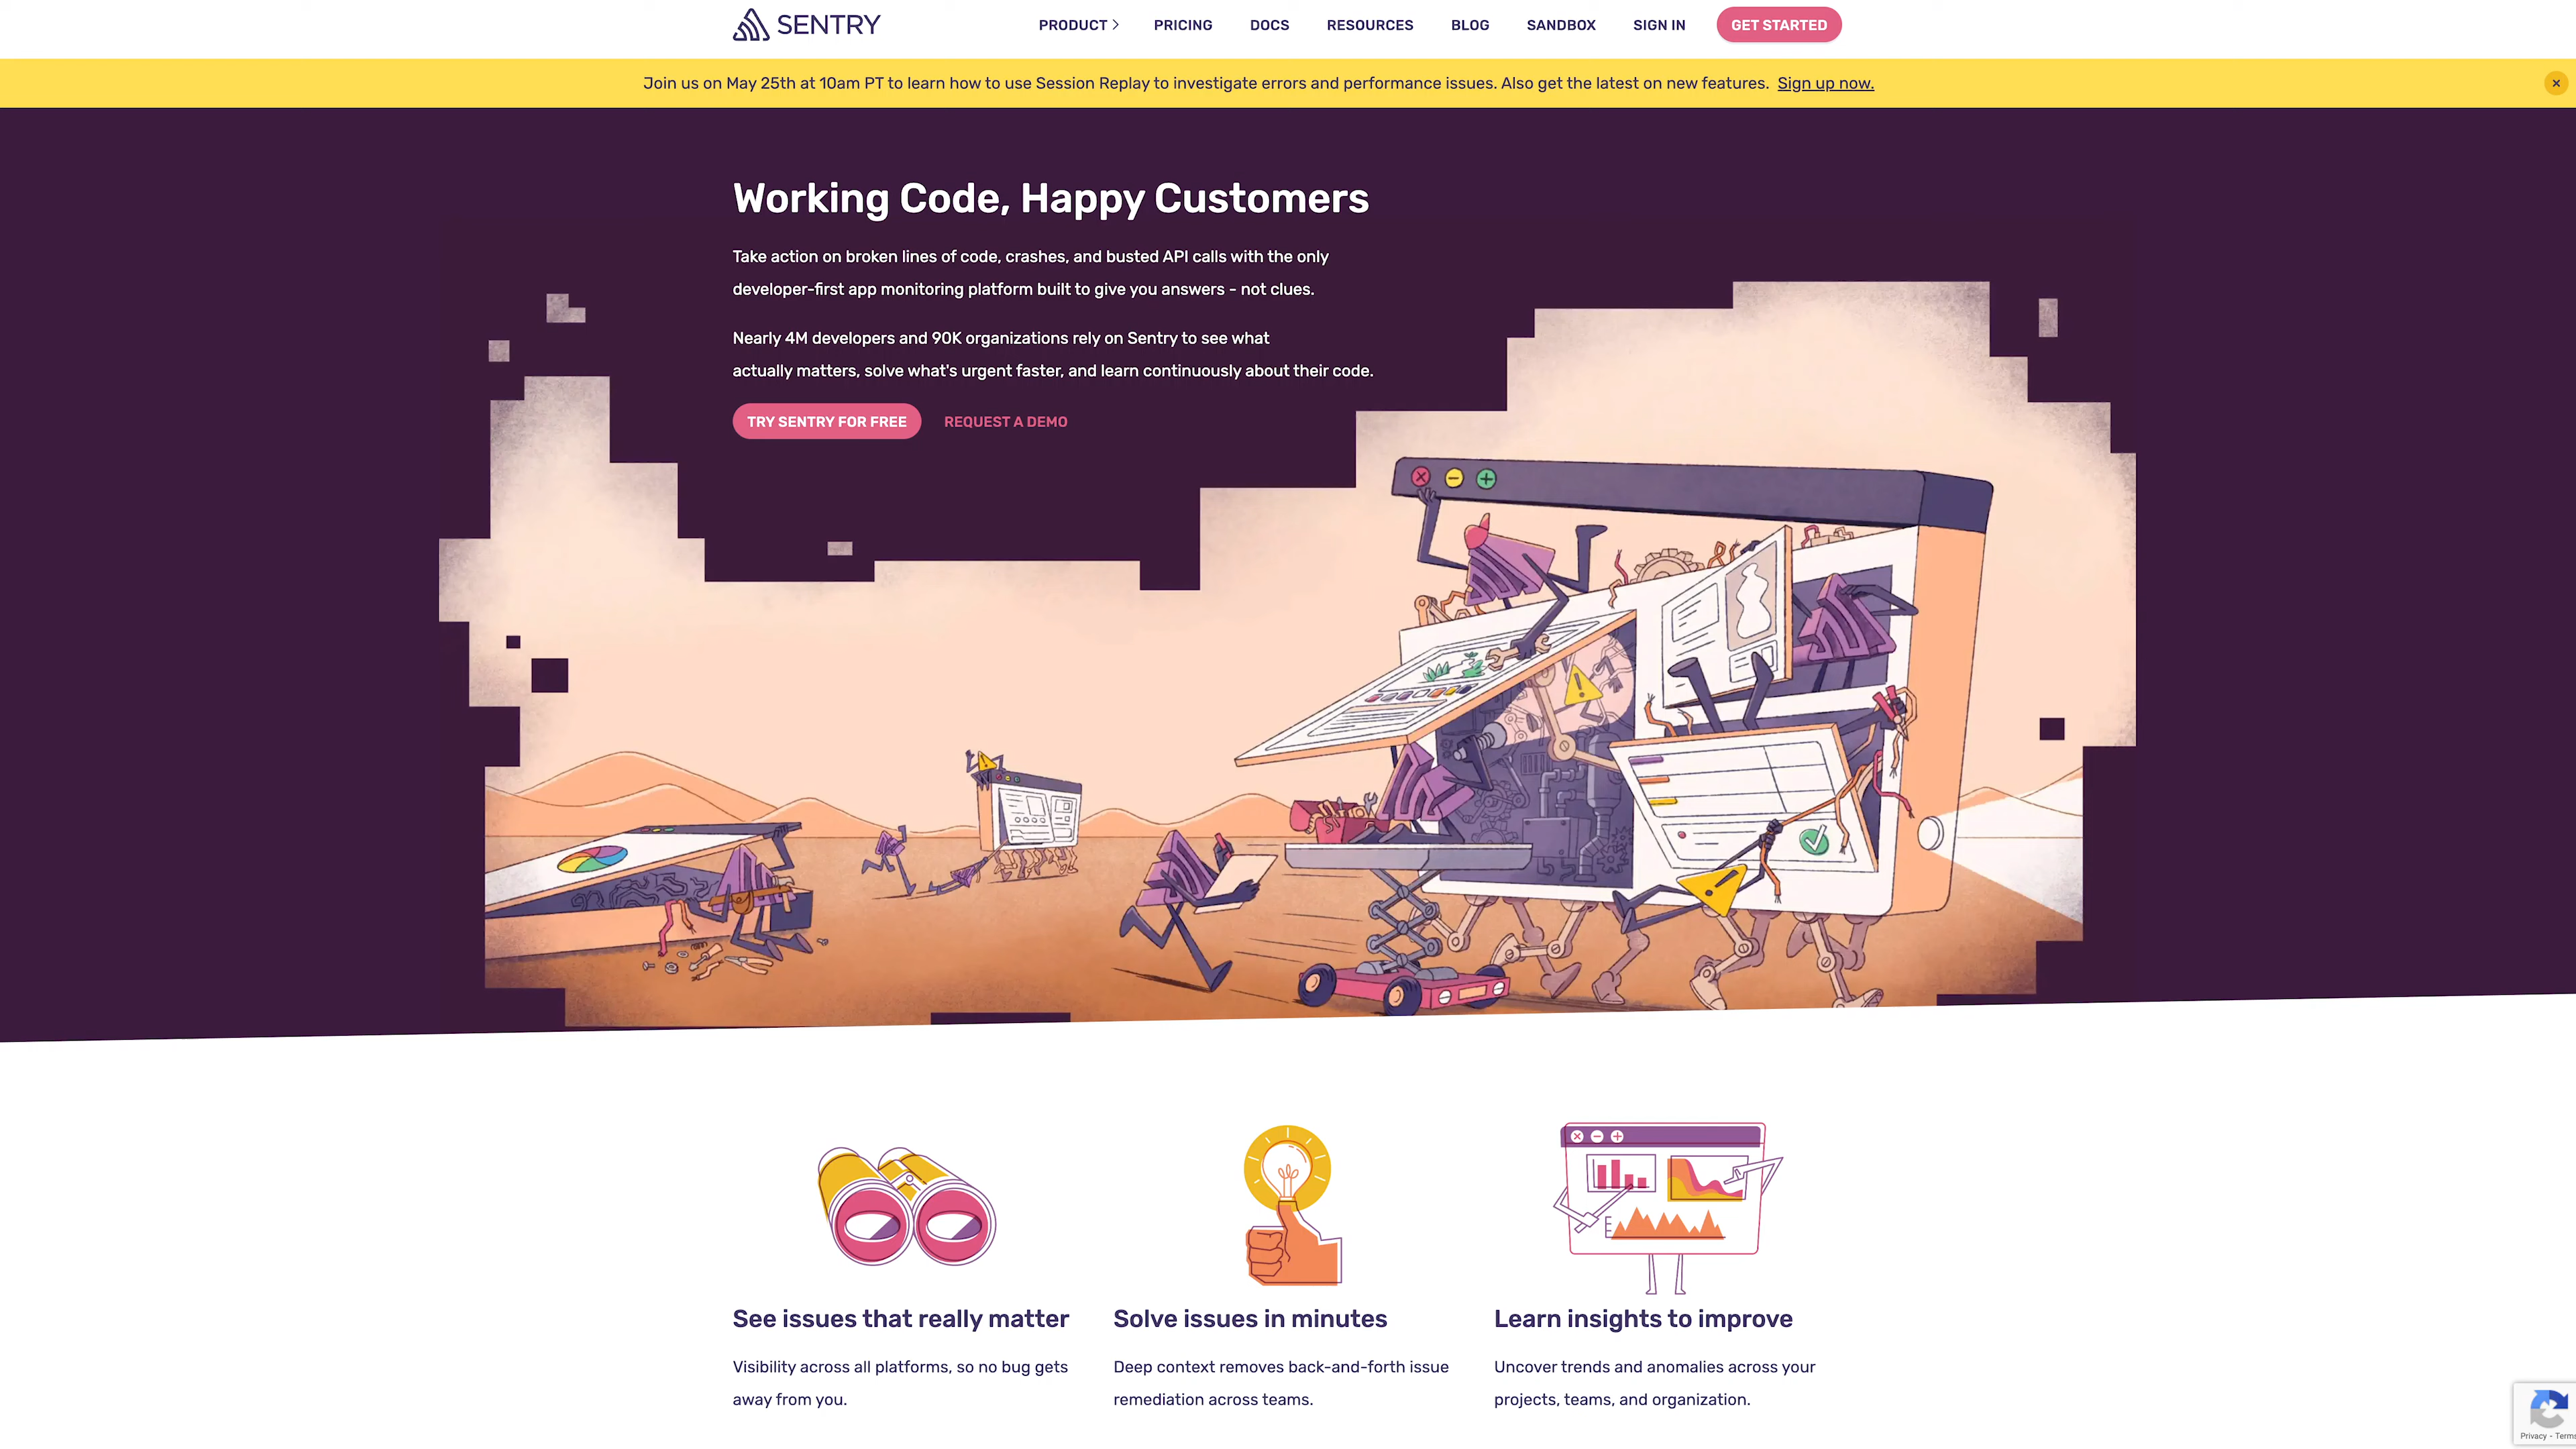 SENTRY
PRODUCT
PRICING
DOCS
RESOURCES
BLOG
SANDBOX
SIGN IN
GET STARTED
Join us on May 25th at 10am PT to learn how to use Session Replay to investigate errors and performance issues. Also get the latest on new features. Sign up now.
Working Code, Happy Customers
Take action on broken lines of code, crashes, and busted API calls with the only
developer-first app monitoring platform built to give you answers - not clues.
Nearly 4M developers and 90K organizations rely on Sentry to see what
actually matters, solve what's urgent faster, and learn continuously about their code.
TRY SENTRY FOR FREE
REQUEST A DEMO
See issues that really matter
Visibility across all platforms, so no bug gets
away from you.
Solve issues in minutes
Deep context removes back-and-forth issue
remediation across teams.
Learn insights to improve
Uncover trends and anomalies across your
projects, teams, and organization.
Privacy - Terms